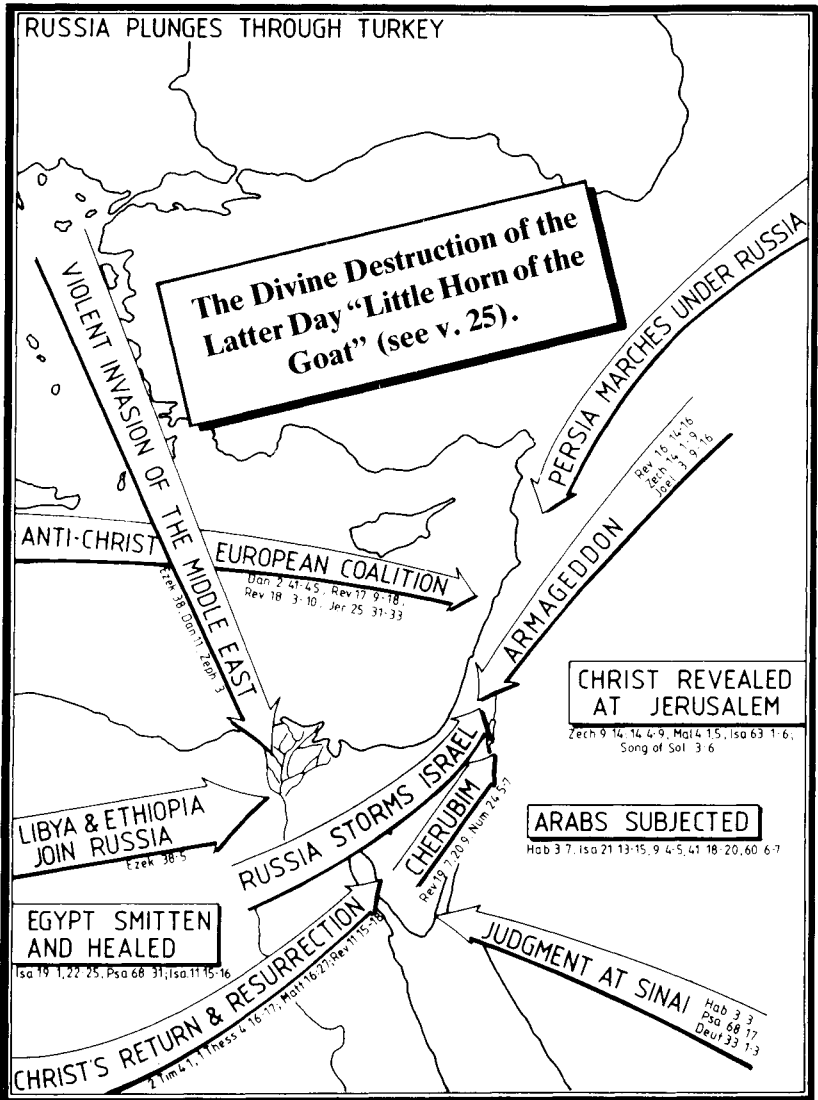 RUSSIA PLUNGES THROUGH TURKEY
The Divine Destruction of the
Latter Day “Little Horn of the
Goat” (see v. 25).
VIOLENT INVASION OF THE MIDDLE EAST
Ezek 38, Dan 11, Zeph 3
PERSIA MARCHES UNDER RUSSIA
ANTI-CHRIST EUROPEAN COALITION
Dan 2 41-45, Rev 17 9-18,
Rev 18 3-10, Jer 25 31-33
ARMAGEDDON
Rev 16 14-16
Zech 14 1-9
Joel 3 9-16
CHRIST REVEALED
AT JERUSALEM
Zech 9 14; 14 4-9, Mal 4 1,5, Isa 63 1-6;
Song of Sol 3-6
LIBYA & ETHIOPIA
JOIN RUSSIA
Ezek 38-5
RUSSIA STORMS ISRAEL
CHERUBIM
Rev 19 7, 20 9, Num 24 5-7
ARABS SUBJECTED
Hab 3 7, Isa 21 13-15, 9 4-5, 41 18-20, 60 6-7
EGYPT SMITTEN
AND HEALED
Isa 19 1, 22-25, Psa 68 31; Isa. 11 15-16
CHRIST'S RETURN & RESURRECTION
2 Tim 4 1, 1 Thess 4 16-17; Matt 16-27; Rev 11 15-18
JUDGMENT AT SINAI
Hab 3 3
Psa 68 17
Deut 33 1-3